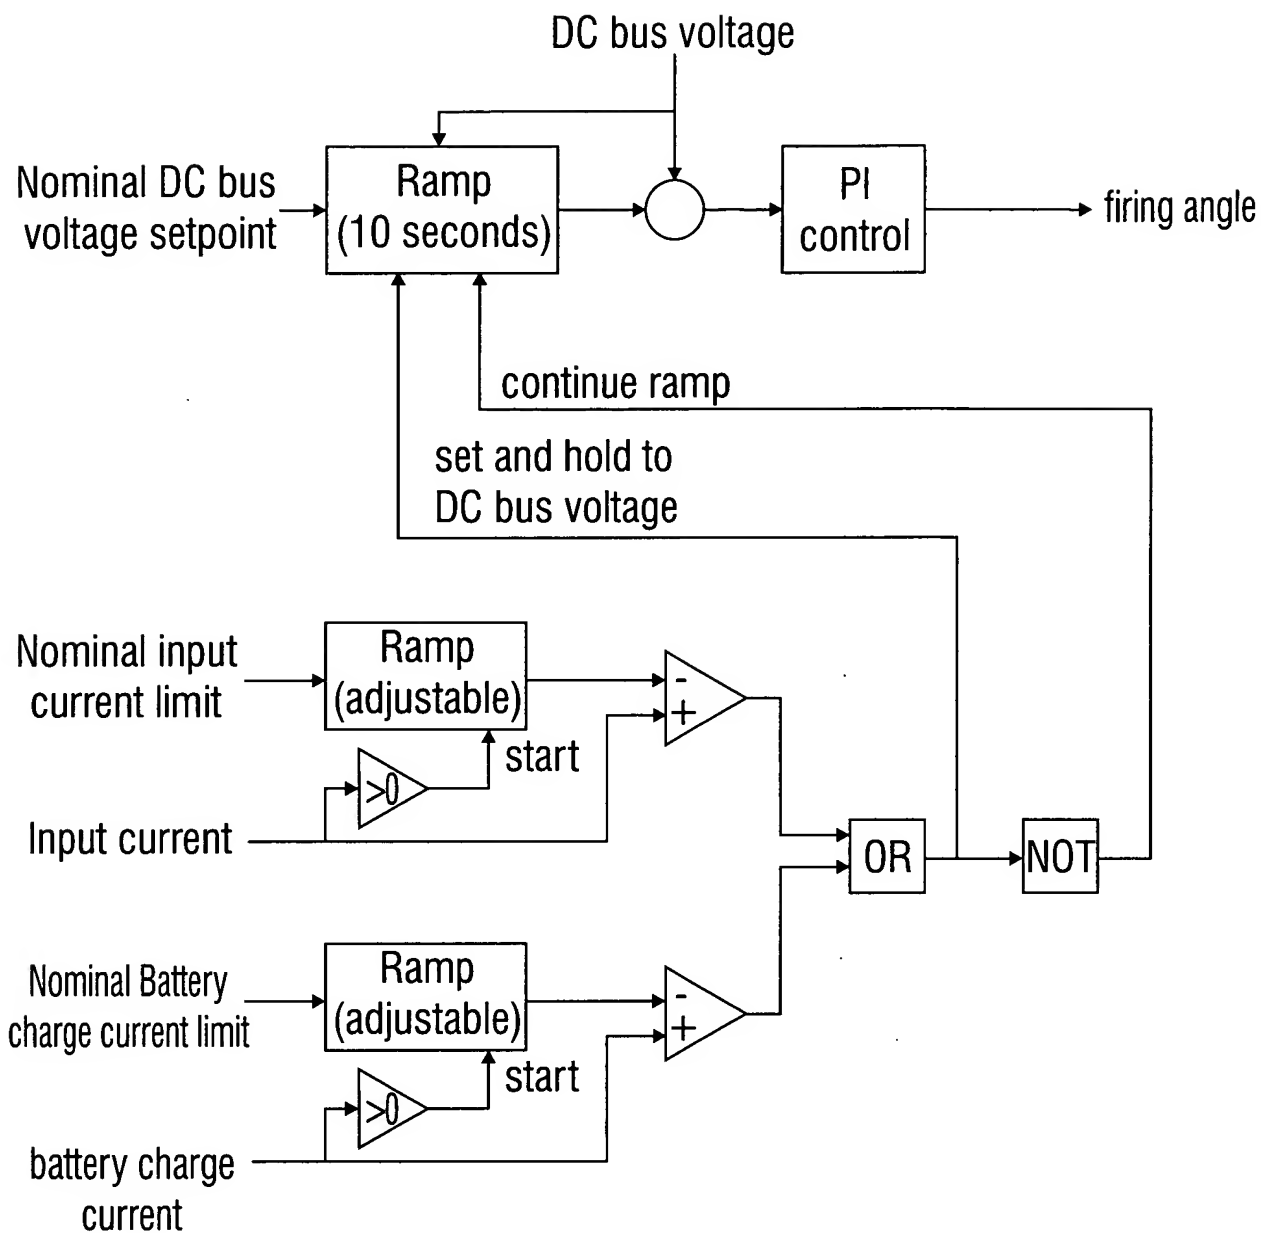 DC bus voltage
Nominal DC bus
voltage setpoint
Ramp
(10 seconds)
PI
control
firing angle
continue ramp
set and hold to
DC bus voltage
Nominal input
current limit
Ramp
(adjustable)
-
+
start
>0
Input current
OR
NOT
Nominal Battery
charge current limit
Ramp
(adjustable)
-
+
start
>0
battery charge
current